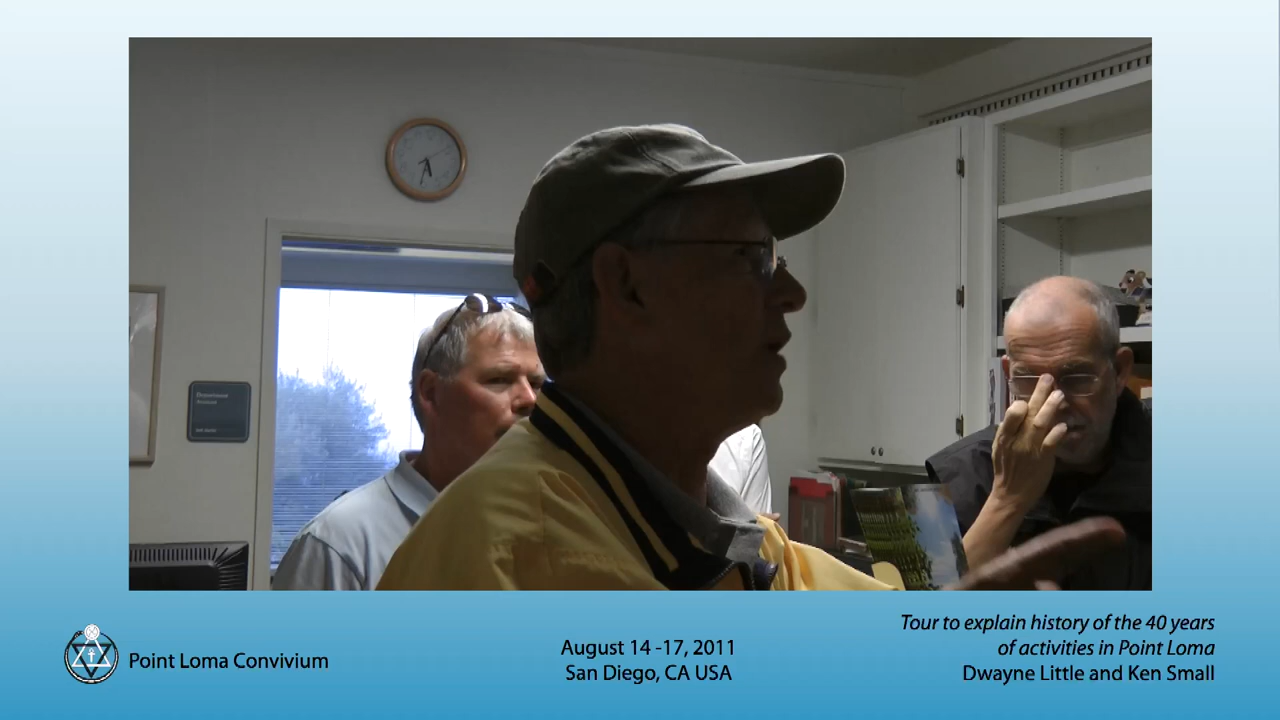 Point Loma Convivium
August 14 -17, 2011
San Diego, CA USA
Tour to explain history of the 40 years
of activities in Point Loma
Dwayne Little and Ken Small